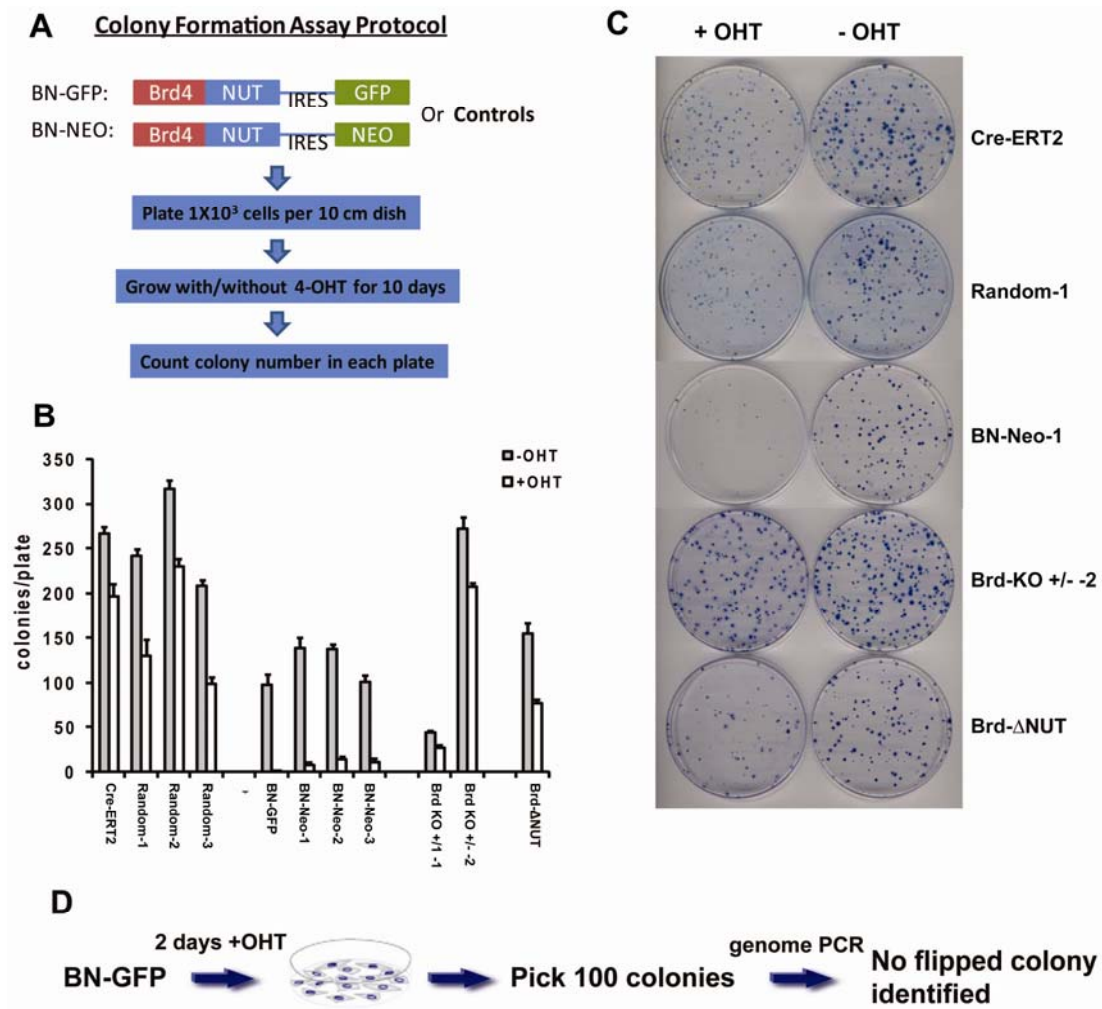 A
Colony Formation Assay Protocol
BN-GFP: Brd4 NUT IRES GFP
BN-NEO: Brd4 NUT IRES NEO
Or Controls
Plate 1X10³ cells per 10 cm dish
Grow with/without 4-OHT for 10 days
Count colony number in each plate
B
colonies/plate
350
300
250
200
150
100
50
0
-OHT
+OHT
Cre-ERT2
Random-1
Random-2
Random-3
,
BN-GFP
BN-Neo-1
BN-Neo-2
BN-Neo-3
Brd KO +/1 -1
Brd KO +/- -2
Brd-ΔNUT
C
+ OHT - OHT
Cre-ERT2
Random-1
BN-Neo-1
Brd-KO +/- -2
Brd-ΔNUT
D
BN-GFP
2 days +OHT
Pick 100 colonies
genome PCR
No flipped colony
identified